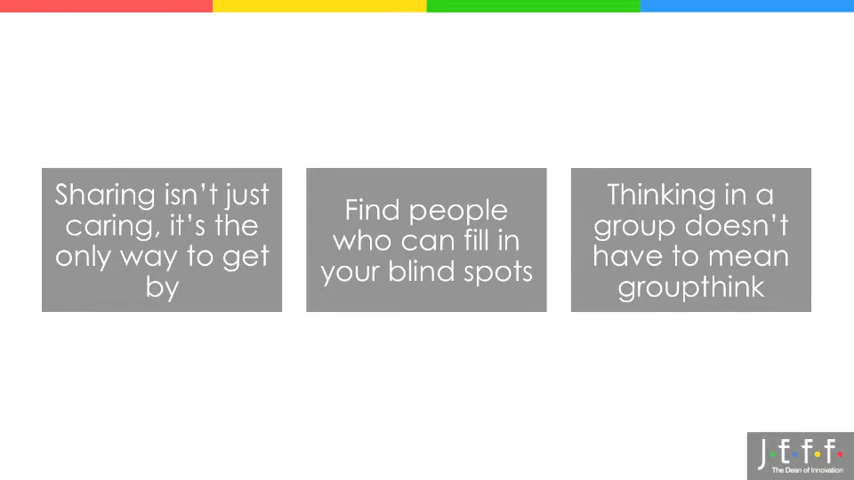 Sharing isn't just
caring, it's the
only way to get
by
Find people
who can fill in
your blind spots
Thinking in a
group doesn't
have to mean
groupthink
J.e.f.f.
The Dean of Innovation